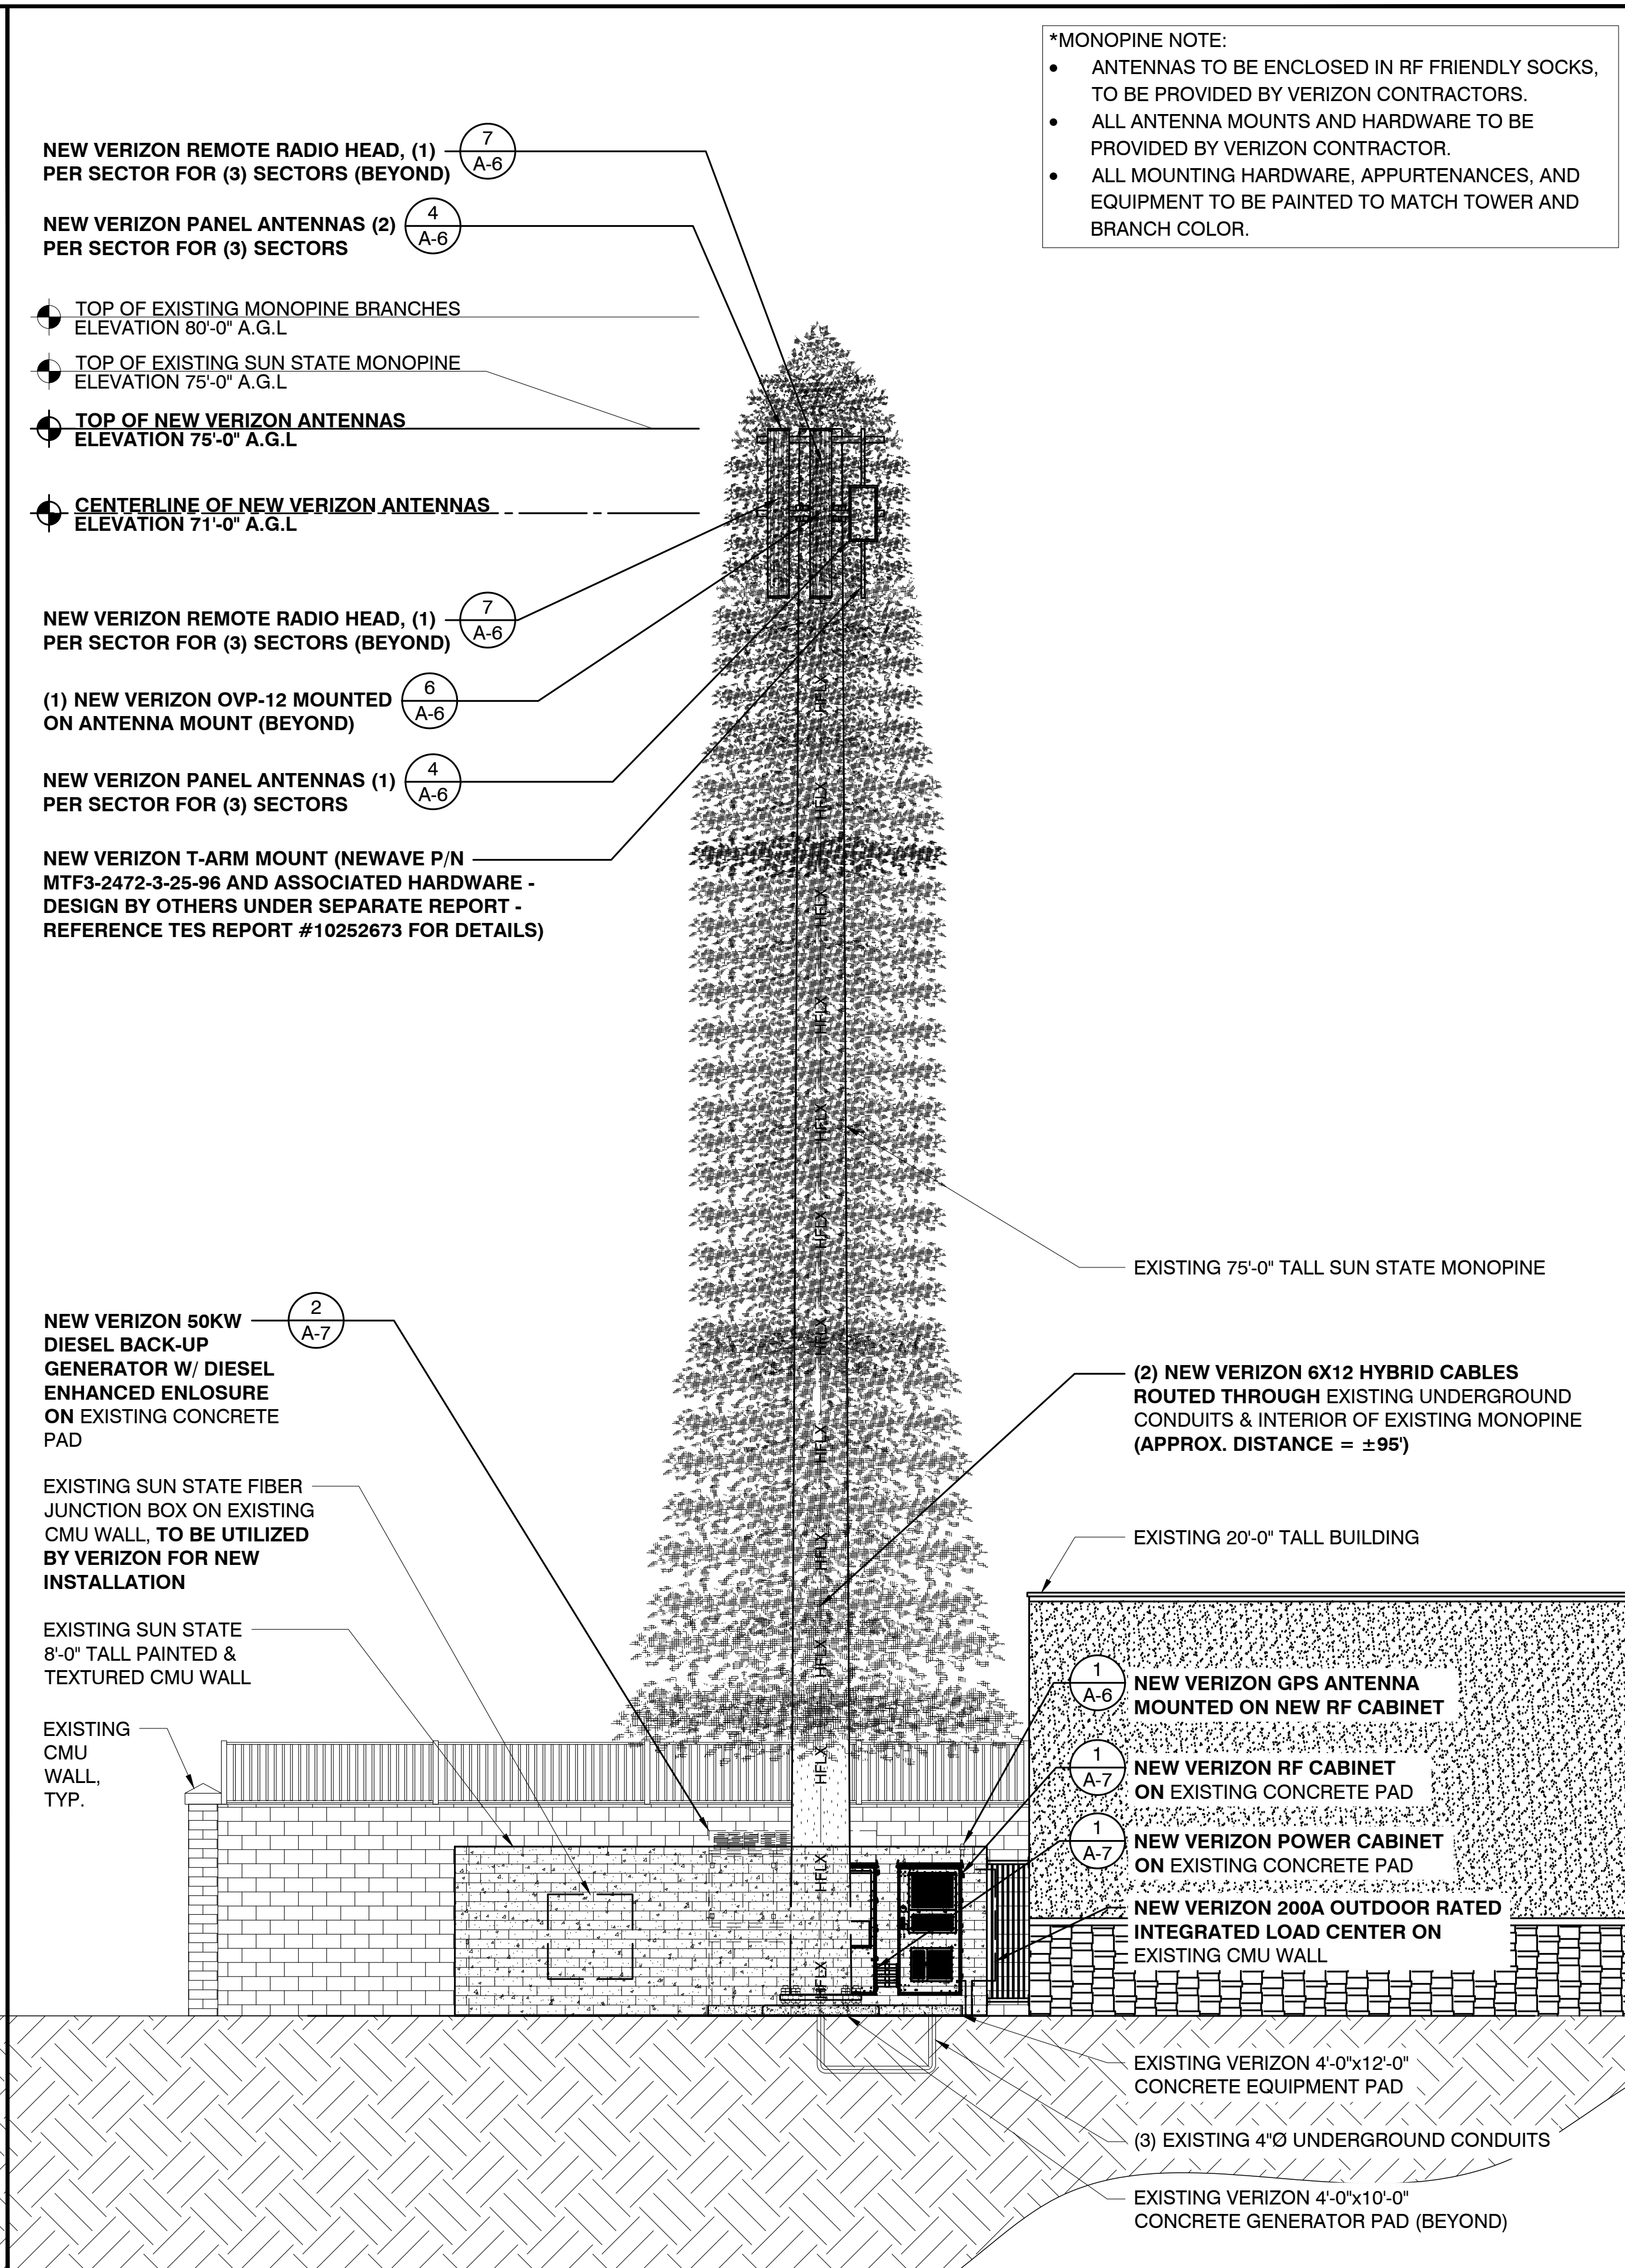 *MONOPINE NOTE:
• ANTENNAS TO BE ENCLOSED IN RF FRIENDLY SOCKS,
TO BE PROVIDED BY VERIZON CONTRACTORS.
• ALL ANTENNA MOUNTS AND HARDWARE TO BE
PROVIDED BY VERIZON CONTRACTOR.
• ALL MOUNTING HARDWARE, APPURTENANCES, AND
EQUIPMENT TO BE PAINTED TO MATCH TOWER AND
BRANCH COLOR.
NEW VERIZON REMOTE RADIO HEAD, (1)
PER SECTOR FOR (3) SECTORS (BEYOND)
7
A-6
NEW VERIZON PANEL ANTENNAS (2)
PER SECTOR FOR (3) SECTORS
4
A-6
TOP OF EXISTING MONOPINE BRANCHES
ELEVATION 80'-0" A.G.L
TOP OF EXISTING SUN STATE MONOPINE
ELEVATION 75'-0" A.G.L
TOP OF NEW VERIZON ANTENNAS
ELEVATION 75'-0" A.G.L
CENTERLINE OF NEW VERIZON ANTENNAS
ELEVATION 71'-0" A.G.L
NEW VERIZON REMOTE RADIO HEAD, (1)
PER SECTOR FOR (3) SECTORS (BEYOND)
7
A-6
(1) NEW VERIZON OVP-12 MOUNTED
ON ANTENNA MOUNT (BEYOND)
6
A-6
NEW VERIZON PANEL ANTENNAS (1)
PER SECTOR FOR (3) SECTORS
4
A-6
NEW VERIZON T-ARM MOUNT (NEWAVE P/N
MTF3-2472-3-25-96 AND ASSOCIATED HARDWARE -
DESIGN BY OTHERS UNDER SEPARATE REPORT -
REFERENCE TES REPORT #10252673 FOR DETAILS)
HFLX
HFLX
HFLX
HFLX
HFLX
HFLX
HFLX
HFLX
HFLX
HFLX
HFLX
HFLX
HFLX
EXISTING 75'-0" TALL SUN STATE MONOPINE
NEW VERIZON 50KW
DIESEL BACK-UP
GENERATOR W/ DIESEL
ENHANCED ENLOSURE
ON EXISTING CONCRETE
PAD
2
A-7
(2) NEW VERIZON 6X12 HYBRID CABLES
ROUTED THROUGH EXISTING UNDERGROUND
CONDUITS & INTERIOR OF EXISTING MONOPINE
(APPROX. DISTANCE = ±95')
EXISTING SUN STATE FIBER
JUNCTION BOX ON EXISTING
CMU WALL, TO BE UTILIZED
BY VERIZON FOR NEW
INSTALLATION
EXISTING 20'-0" TALL BUILDING
EXISTING SUN STATE
8'-0" TALL PAINTED &
TEXTURED CMU WALL
EXISTING
CMU
WALL,
TYP.
1
A-6
NEW VERIZON GPS ANTENNA
MOUNTED ON NEW RF CABINET
1
A-7
NEW VERIZON RF CABINET
ON EXISTING CONCRETE PAD
1
A-7
NEW VERIZON POWER CABINET
ON EXISTING CONCRETE PAD
NEW VERIZON 200A OUTDOOR RATED
INTEGRATED LOAD CENTER ON
EXISTING CMU WALL
EXISTING VERIZON 4'-0"x12'-0"
CONCRETE EQUIPMENT PAD
(3) EXISTING 4"Ø UNDERGROUND CONDUITS
EXISTING VERIZON 4'-0"x10'-0"
CONCRETE GENERATOR PAD (BEYOND)